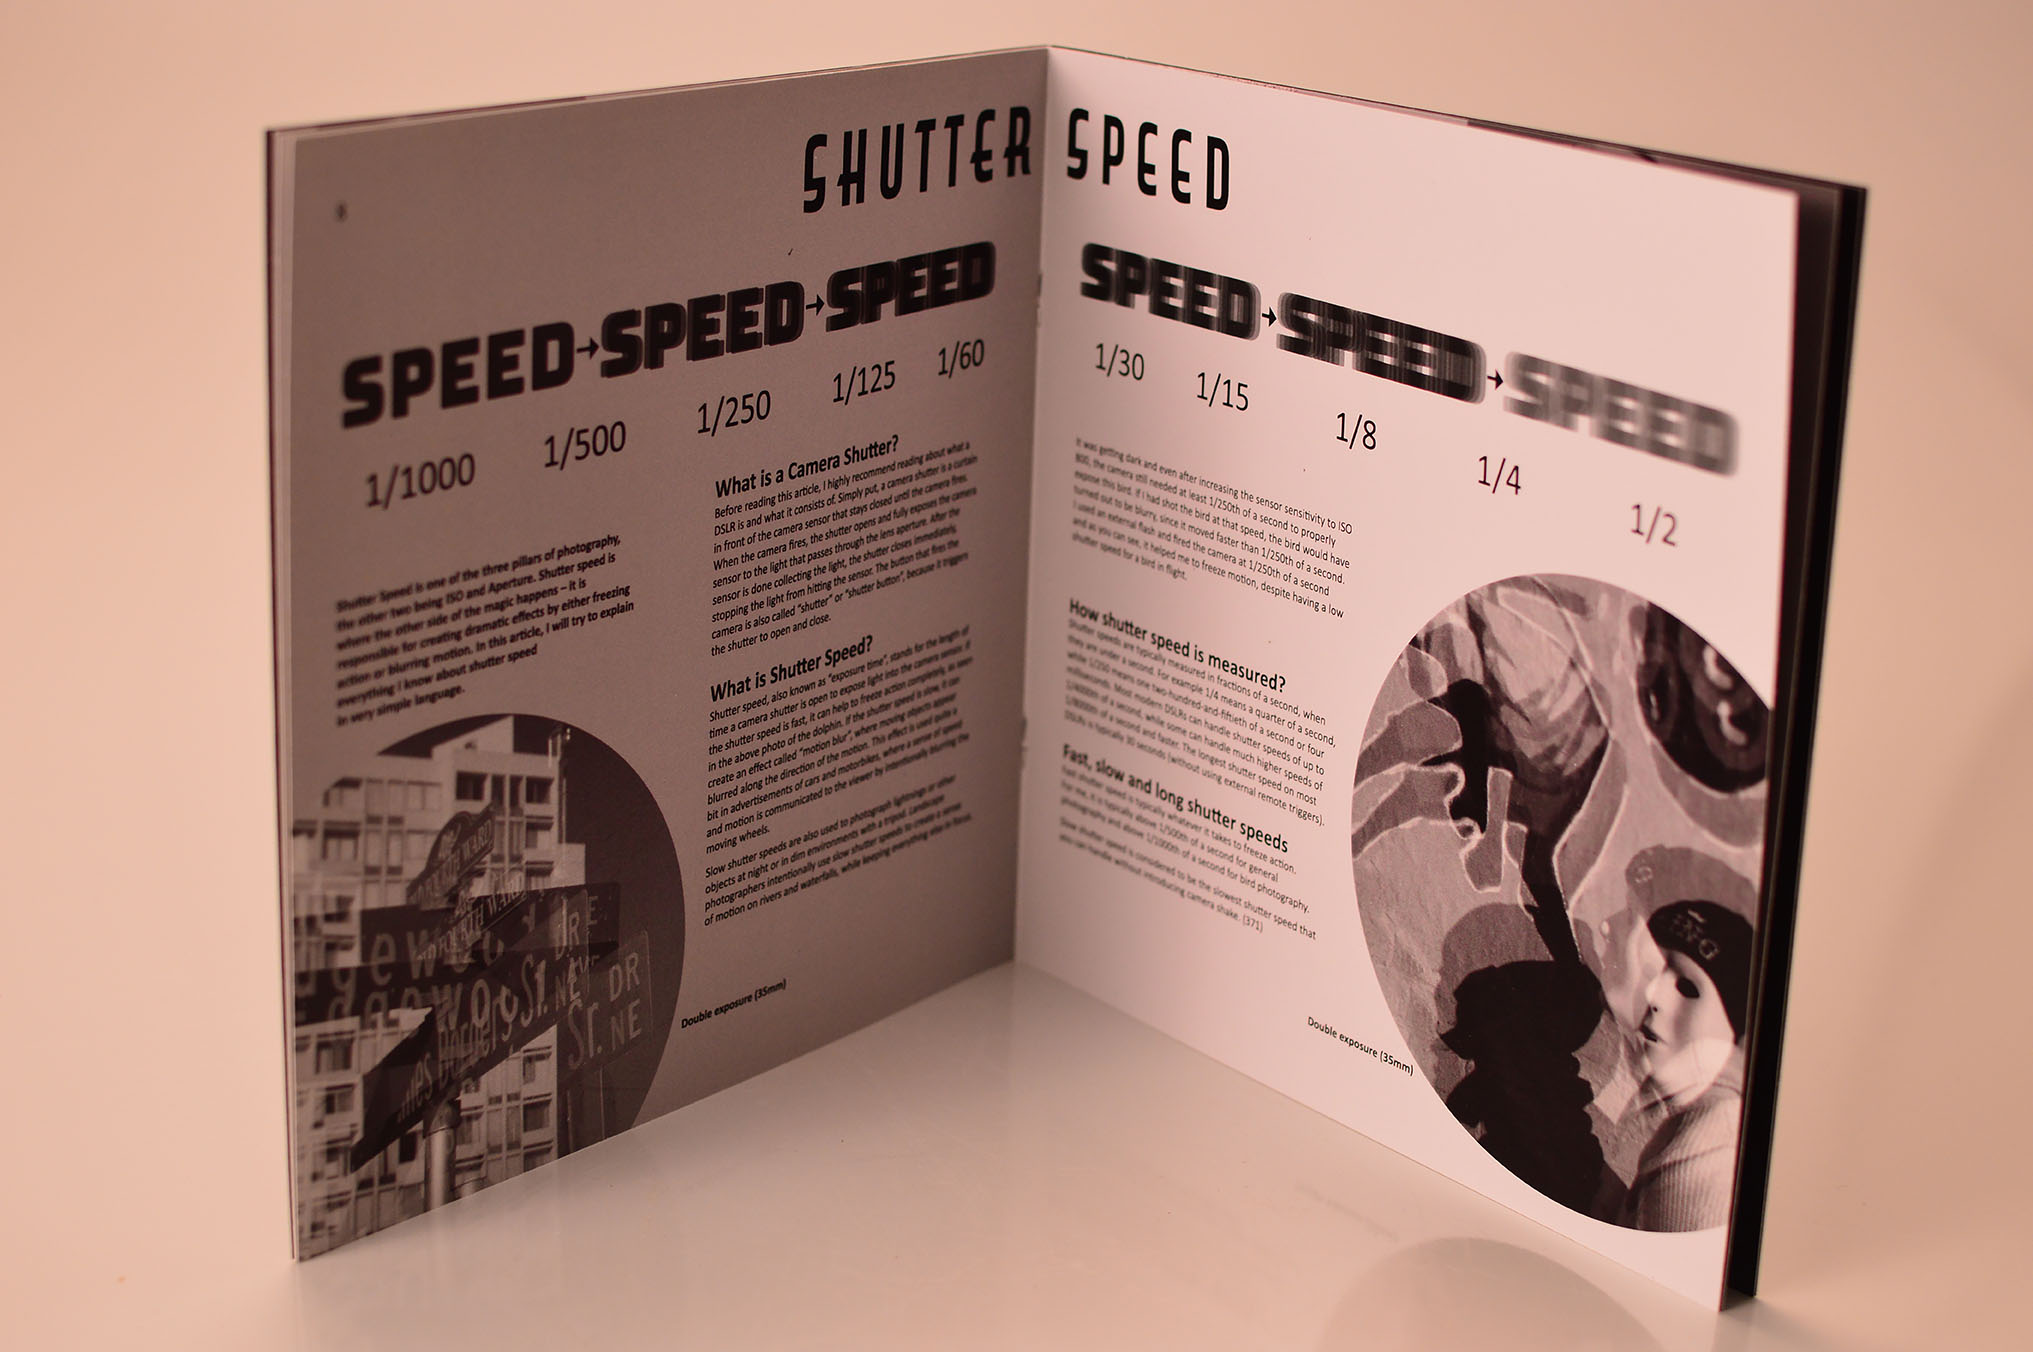 SHUTTER SPEED
SPEED→SPEED→SPEED
1/1000 1/500 1/250 1/125 1/60
Shutter Speed is one of the three pillars of photography,
the other two being ISO and Aperture. Shutter speed is
where the other side of the magic happens – it is
responsible for creating dramatic effects by either freezing
action or blurring motion. In this article, I will try to explain
everything I know about shutter speed
in very simple language.
What is a Camera Shutter?
Before reading this article, I highly recommend reading about what a
DSLR is and what it consists of. Simply put, a camera shutter is a curtain
in front of the camera sensor that stays closed until the camera fires.
When the camera fires, the shutter opens and fully exposes the camera
sensor to the light that passes through the lens aperture. After the
sensor is done collecting the light, the shutter closes immediately,
stopping the light from hitting the sensor. The button that fires the
camera is also called “shutter” or “shutter button”, because it triggers
the shutter to open and close.
What is Shutter Speed?
Shutter speed, also known as “exposure time”, stands for the length of
time a camera shutter is open to expose light into the camera sensor. If
the shutter speed is fast, it can help to freeze action completely, as seen
in the above photo of the dolphin. If the shutter speed is slow, it can
create an effect called “motion blur”, where moving objects appear
blurred along the direction of the motion. This effect is used quite a
bit in advertisements of cars and motorbikes, where a sense of speed
and motion is communicated to the viewer by intentionally blurring the
moving wheels.
Slow shutter speeds are also used to photograph lightnings or other
objects at night or in dim environments with a tripod. Landscape
photographers intentionally use slow shutter speeds to create a sense
of motion on rivers and waterfalls, while keeping everything else in focus.
Double exposure (35mm)
DR
St. NE
SPEED→SPEED→SPEED
1/30 1/15 1/8 1/4 1/2
It was getting dark and even after increasing the sensor sensitivity to ISO
800, the camera still needed at least 1/250th of a second to properly
expose this bird. If I had shot the bird at that speed, the bird would have
turned out to be blurry, since it moved faster than 1/250th of a second.
I used an external flash and fired the camera at 1/250th of a second
and as you can see, it helped me to freeze motion, despite having a low
shutter speed for a bird in flight.
How shutter speed is measured?
Shutter speeds are typically measured in fractions of a second, when
they are under a second. For example 1/4 means a quarter of a second,
while 1/250 means one two-hundred-and-fiftieth of a second or four
milliseconds. Most modern DSLRs can handle shutter speeds of up to
1/4000th of a second, while some can handle much higher speeds of
1/8000th of a second and faster. The longest shutter speed on most
DSLRs is typically 30 seconds (without using external remote triggers).
Fast, slow and long shutter speeds
Fast shutter speed is typically whatever it takes to freeze action.
For me, it is typically above 1/500th of a second for general
photography and above 1/1000th of a second for bird photography.
Slow shutter speed is considered to be the slowest shutter speed that
you can handle without introducing camera shake. (371)
Double exposure (35mm)